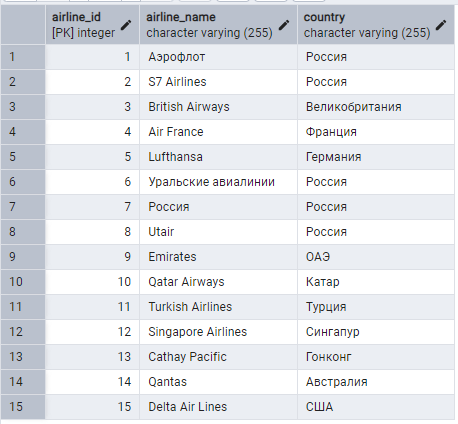 airline_id airline_name country
[PK] integer character varying (255) character varying (255)
1 1 Аэрофлот Россия
2 2 S7 Airlines Россия
3 3 British Airways Великобритания
4 4 Air France Франция
5 5 Lufthansa Германия
6 6 Уральские авиалинии Россия
7 7 Россия Россия
8 8 Utair Россия
9 9 Emirates ОАЭ
10 10 Qatar Airways Катар
11 11 Turkish Airlines Турция
12 12 Singapore Airlines Сингапур
13 13 Cathay Pacific Гонконг
14 14 Qantas Австралия
15 15 Delta Air Lines США